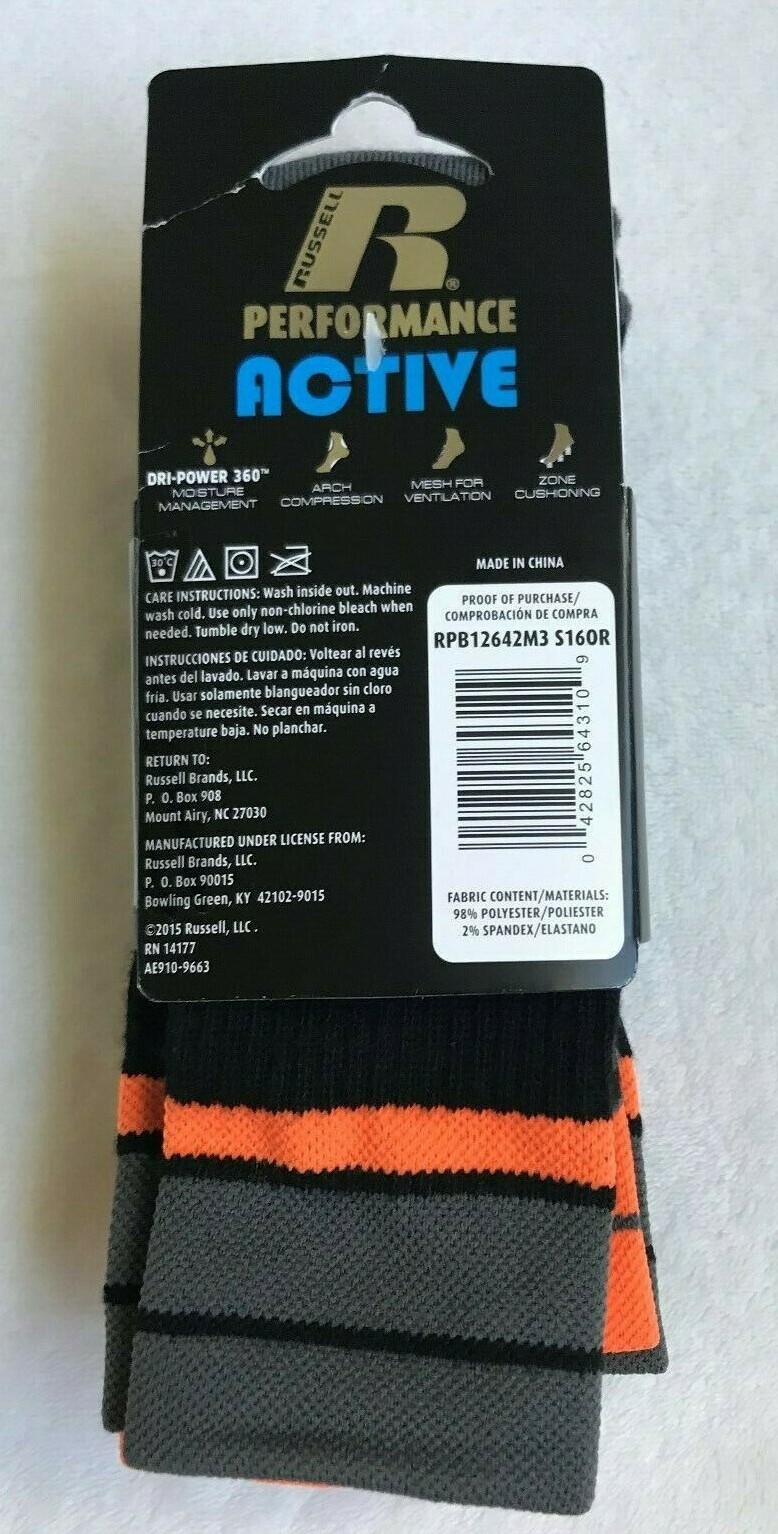 RUSSELL
R®
PERFORMANCE
ACTIVE
DRI-POWER 360™
MOISTURE
MANAGEMENT
ARCH
COMPRESSION
MESH FOR
VENTILATION
ZONE
CUSHIONING
30°C
CARE INSTRUCTIONS: Wash inside out. Machine
wash cold. Use only non-chlorine bleach when
needed. Tumble dry low. Do not iron.
INSTRUCCIONES DE CUIDADO: Voltear al revés
antes del lavado. Lavar a máquina con agua
fría. Usar solamente blangueador sin cloro
cuando se necesite. Secar en máquina a
temperature baja. No planchar.
RETURN TO:
Russell Brands, LLC.
P. O. Box 908
Mount Airy, NC 27030
MANUFACTURED UNDER LICENSE FROM:
Russell Brands, LLC.
P. O. Box 90015
Bowling Green, KY 42102-9015
©2015 Russell, LLC .
RN 14177
AE910-9663
MADE IN CHINA
PROOF OF PURCHASE/
COMPROBACIÓN DE COMPRA
RPB12642M3 S16OR
0 42825 64310 9
FABRIC CONTENT/MATERIALS:
98% POLYESTER/POLIESTER
2% SPANDEX/ELASTANO